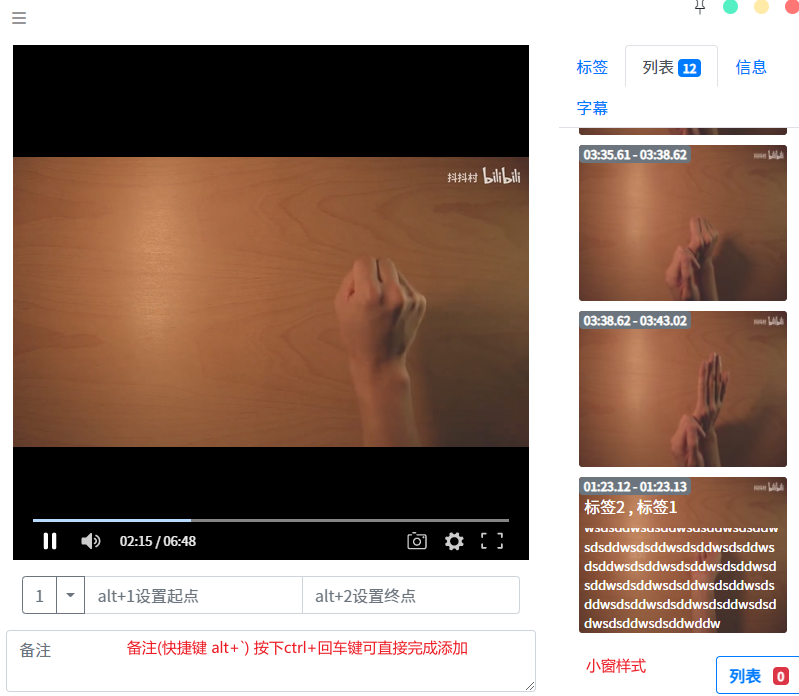 标签
列表 12
信息
字幕
抖抖村 bilibili
03:35.61 - 03:38.62
bilibili
03:38.62 - 03:43.02
bilibili
01:23.12 - 01:23.13
bilibili
标签2 , 标签1
wsdsddwsdsddwsdsddwsdsddw
sdsddwsdsddwsdsddwsdsddws
dsddwsdsddwsdsddwsdsddwsd
sddwsdsddwsdsddwsdsddwsds
ddwsdsddwsdsddwsdsddwsdsd
dwsdsddwsdsddwddw
02:15 / 06:48
1
alt+1设置起点
alt+2设置终点
备注
备注(快捷键 alt+`) 按下ctrl+回车键可直接完成添加
小窗样式
列表 0